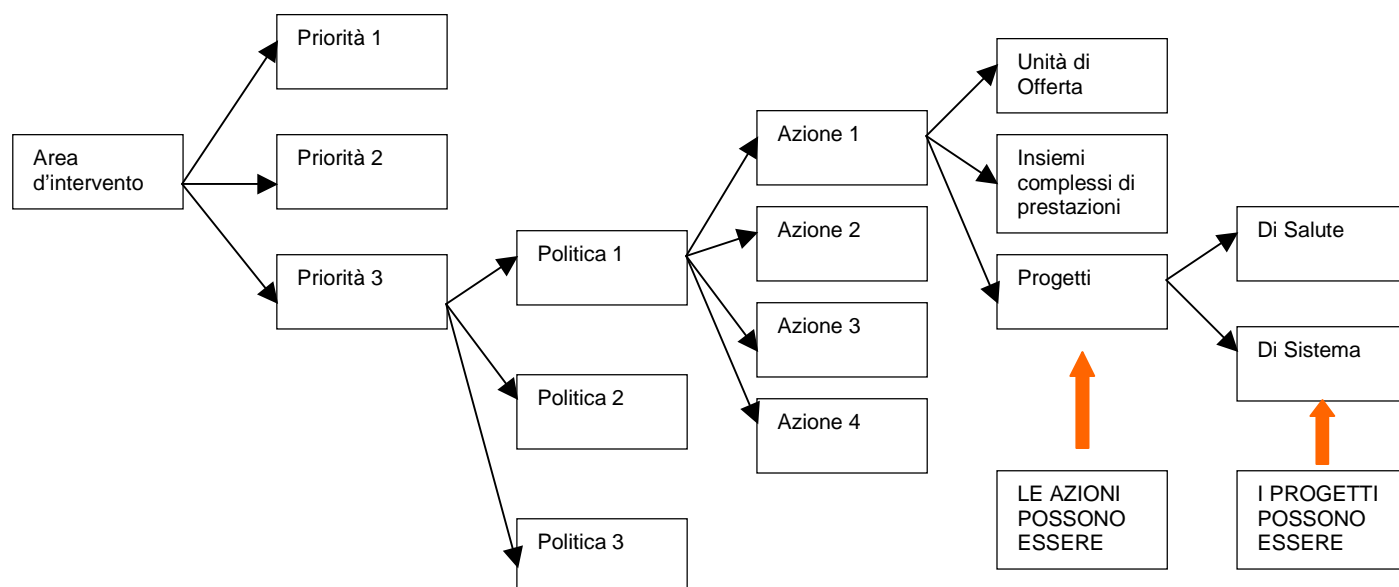 Area
d'intervento
Priorità 1
Priorità 2
Priorità 3
Politica 1
Politica 2
Politica 3
Azione 1
Azione 2
Azione 3
Azione 4
Unità di
Offerta
Insiemi
complessi di
prestazioni
Progetti
Di Salute
Di Sistema
LE AZIONI
POSSONO
ESSERE
I PROGETTI
POSSONO
ESSERE